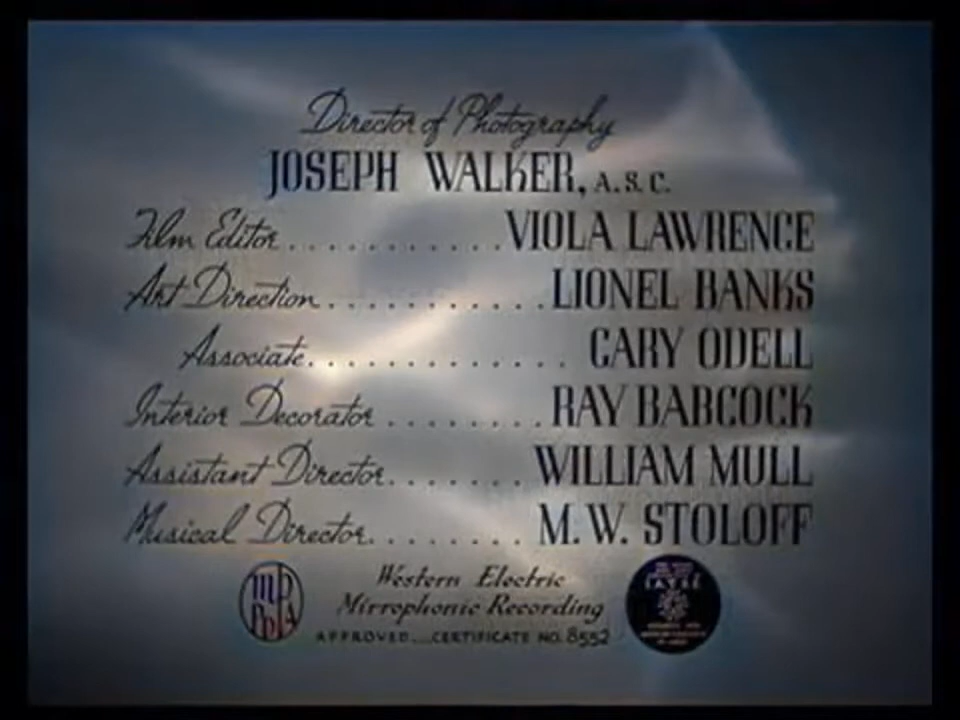 Director of Photography
JOSEPH WALKER, A.S.C.
Film Editor...........VIOLA LAWRENCE
Art Direction...........LIONEL BANKS
Associate.............GARY ODELL
Interior Decorator........RAY BABCOCK
Assistant Director.......WILLIAM MULL
Musical Director........M. W. STOLOFF
MPPDA
Western Electric
Mirrophonic Recording
APPROVED....CERTIFICATE NO. 8552
I.A.T.S.E.